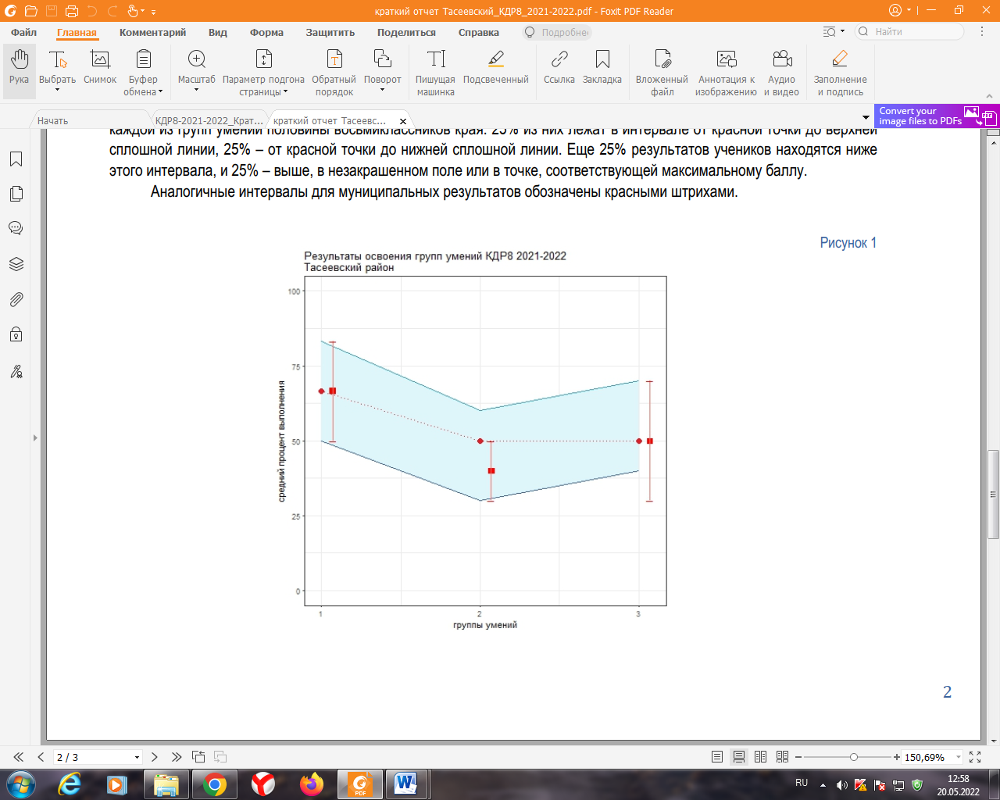 краткий отчет Тасеевский_КДР8_2021-2022.pdf - Foxit PDF Reader
Файл Главная Комментарий Вид Форма Защитить Поделиться Справка Подробнее Найти
Рука Выбрать Снимок Буфер обмена Масштаб Параметр подгона страницы Обратный порядок Поворот Пишущая машинка Подсвеченный Ссылка Закладка Вложенный файл Аннотация к изображению Аудио и видео Заполнение и подпись
Начать КДР8-2021-2022_Крат... краткий отчет Тасеевс...
Convert your
image files to PDFs
каждой из групп умений половины восьмиклассников края. 25% из них лежат в интервале от красной точки до верхней
сплошной линии, 25% – от красной точки до нижней сплошной линии. Еще 25% результатов учеников находятся ниже
этого интервала, и 25% – выше, в незакрашенном поле или в точке, соответствующей максимальному баллу.
Аналогичные интервалы для муниципальных результатов обозначены красными штрихами.
Рисунок 1
Результаты освоения групп умений КДР8 2021-2022
Тасеевский район
100
75
50
25
0
средний процент выполнения
1 2 3
группы умений
2
2 / 3
150,69%
PDF
RU
12:58
20.05.2022